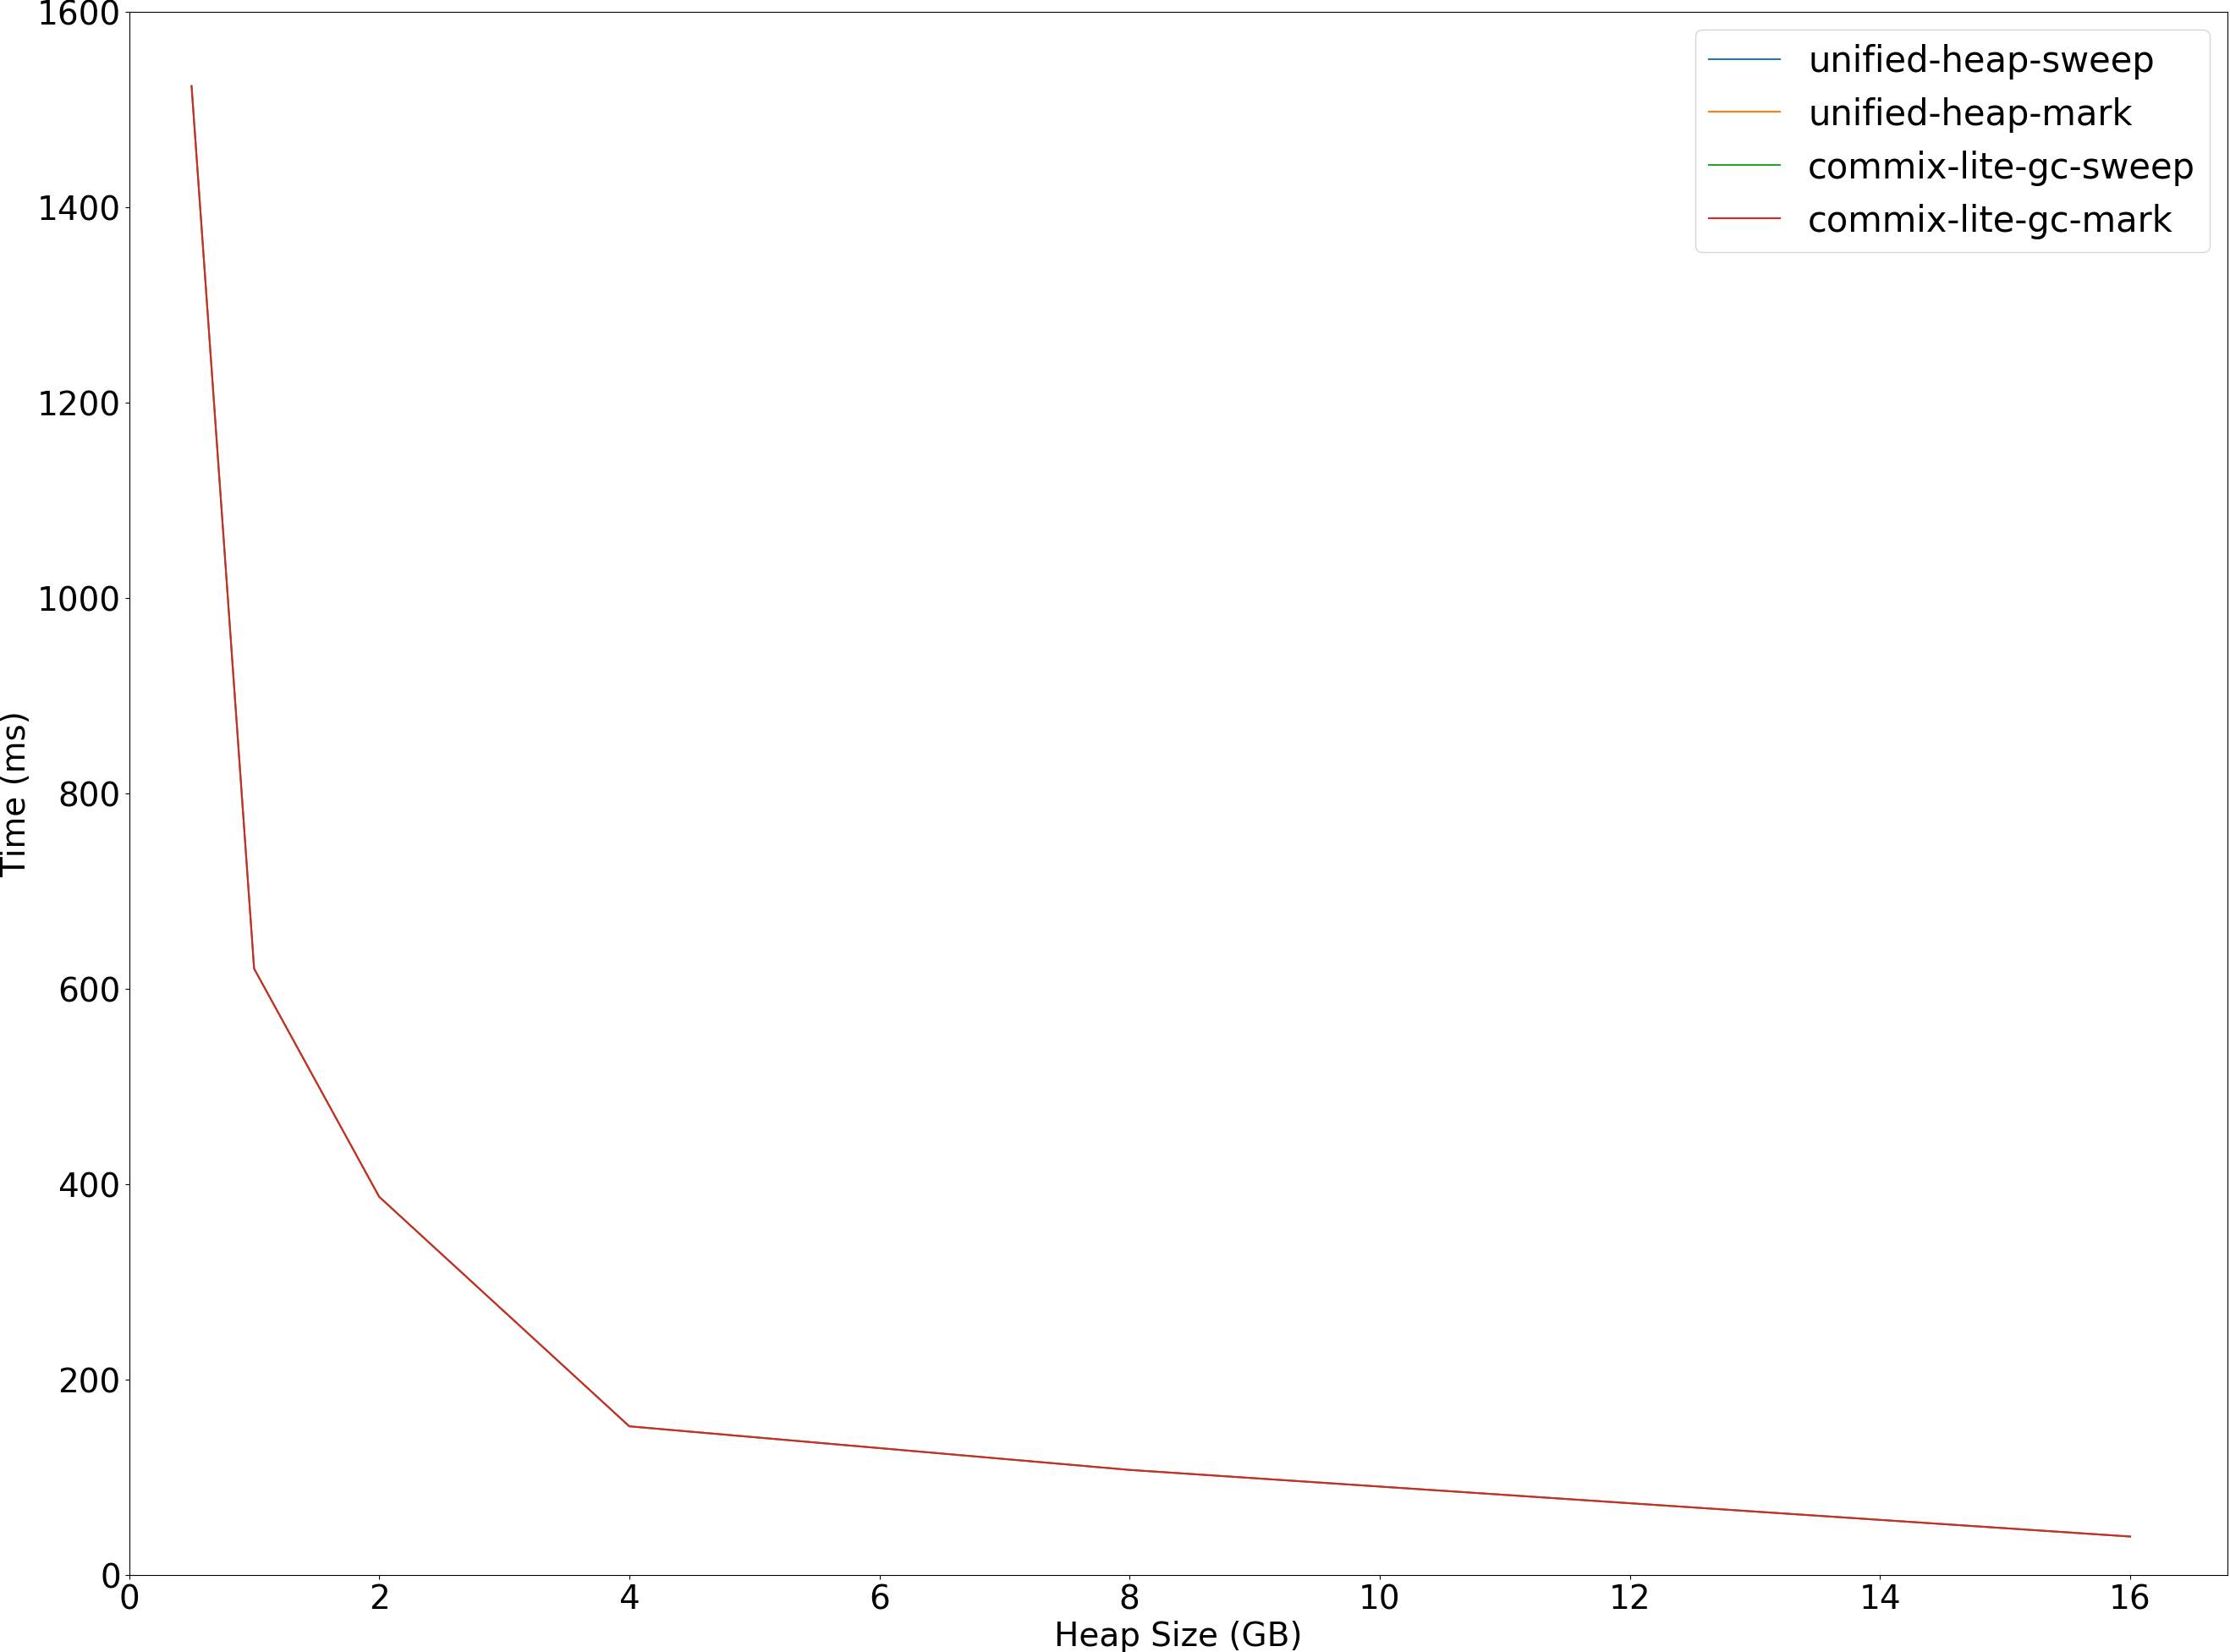 1600
1400
1200
1000
800
600
400
200
0
Time (ms)
unified-heap-sweep
unified-heap-mark
commix-lite-gc-sweep
commix-lite-gc-mark
0 2 4 6 8 10 12 14 16
Heap Size (GB)